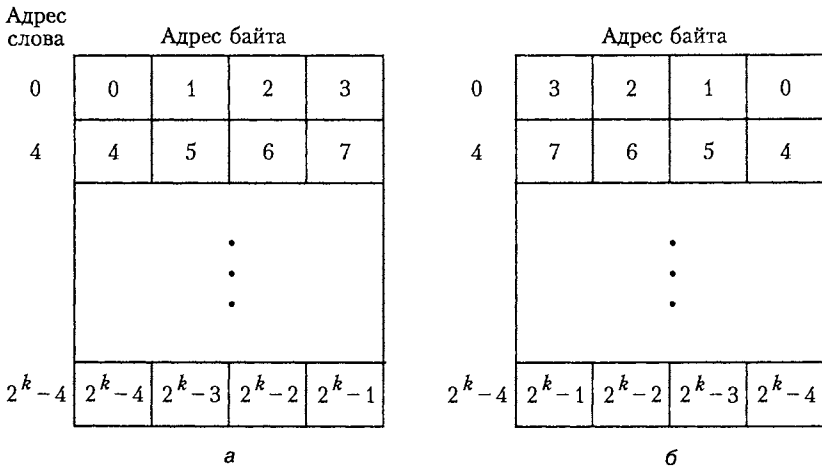 Адрес
слова
Адрес байта
0 0 1 2 3
4 4 5 6 7
2^k−4 2^k−4 2^k−3 2^k−2 2^k−1
а
Адрес байта
0 3 2 1 0
4 7 6 5 4
2^k−4 2^k−1 2^k−2 2^k−3 2^k−4
б